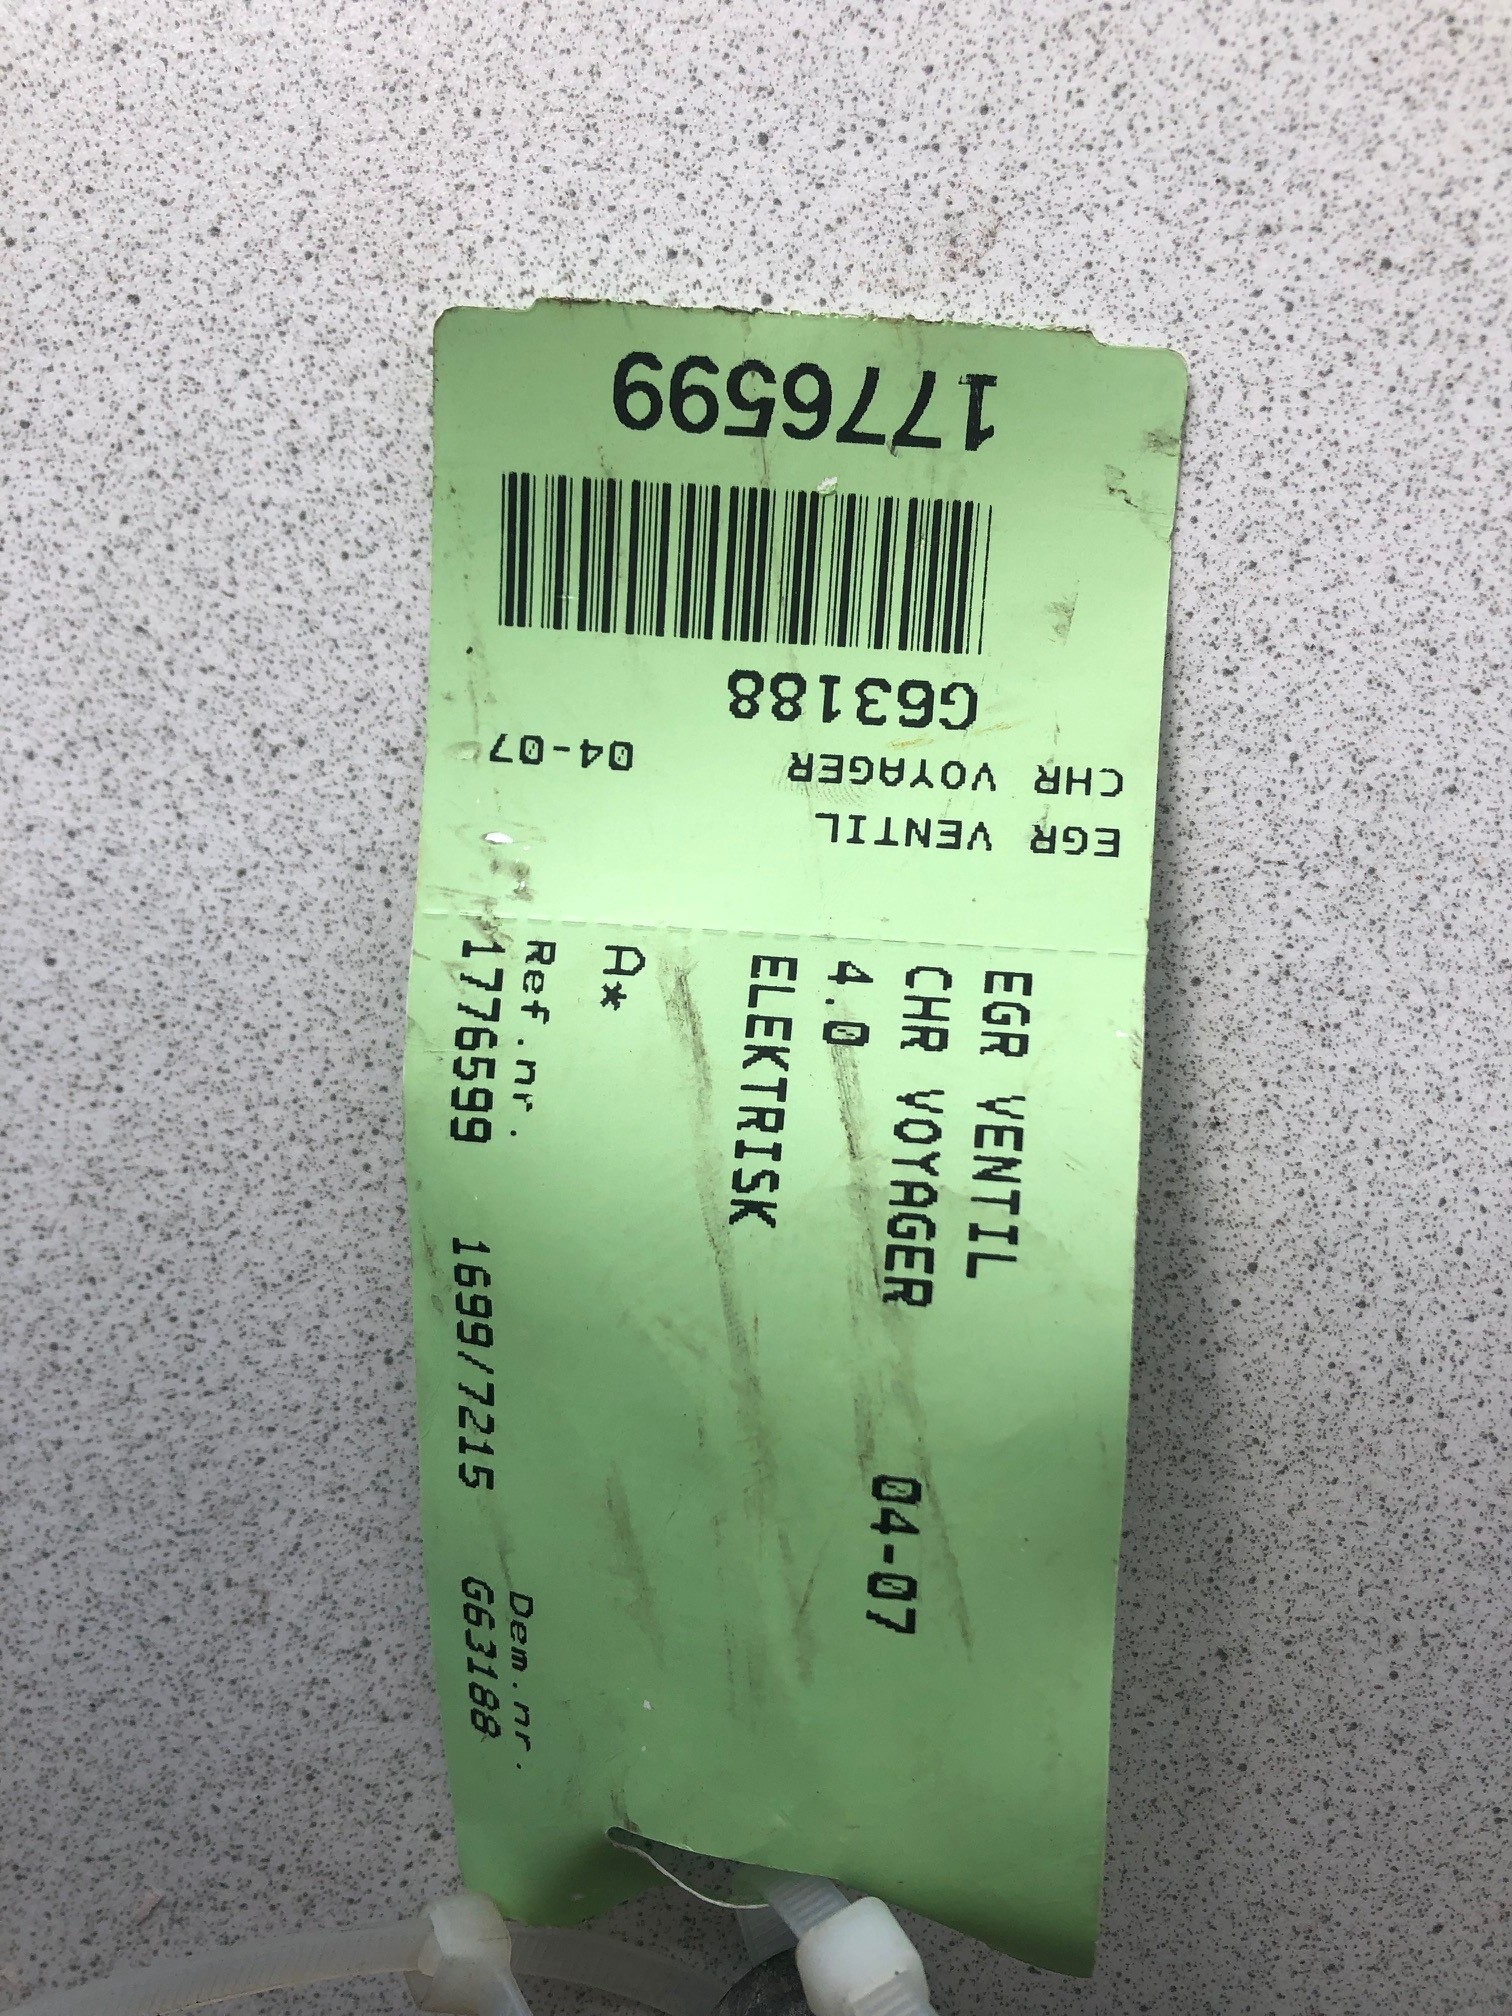 1776599
G63188
CHR VOYAGER 04-07
EGR VENTIL
EGR VENTIL
CHR VOYAGER 04-07
4.0
ELEKTRISK
A*
Ref.nr. Dem.nr.
1776599 1699/7215 G63188